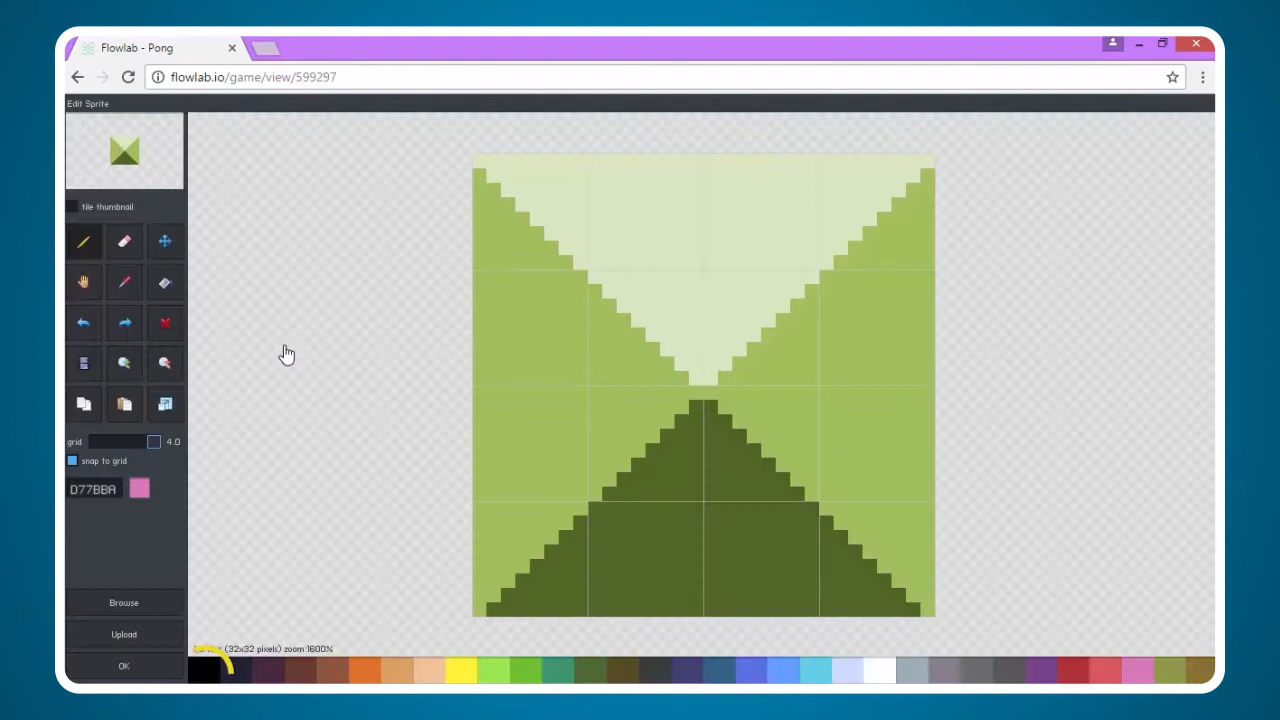 Flowlab - Pong
flowlab.io/game/view/599297
Edit Sprite
tile thumbnail
grid 4.0
snap to grid
D77BBA
Browse
Upload
OK
(32x32 pixels) zoom:1600%